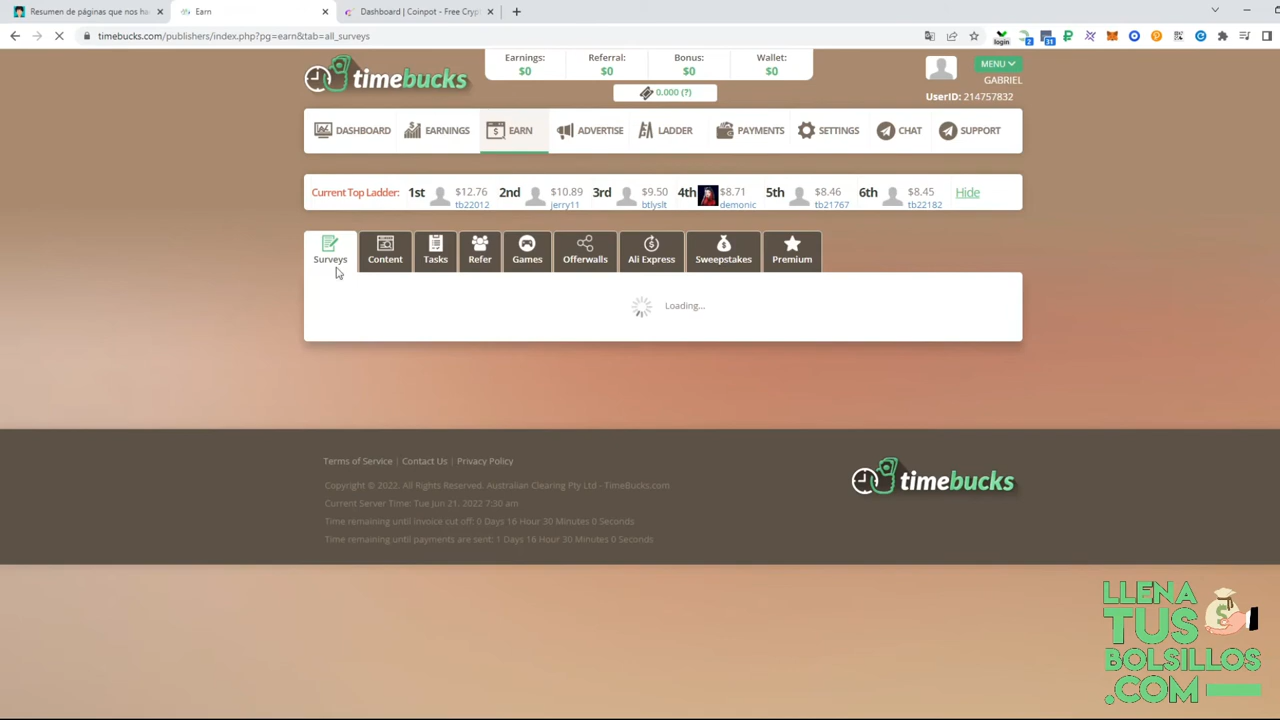 Resumen de páginas que nos ha
Earn
Dashboard | Coinpot - Free Cryp
timebucks.com/publishers/index.php?pg=earn&tab=all_surveys
login
2
31
timebucks
Earnings: Referral: Bonus: Wallet:
$0 $0 $0 $0
0.000 (?)
MENU
GABRIEL
UserID: 214757832
DASHBOARD EARNINGS EARN ADVERTISE LADDER PAYMENTS SETTINGS CHAT SUPPORT
Current Top Ladder: 1st $12.76 2nd $10.89 3rd $9.50 4th $8.71 5th $8.46 6th $8.45 Hide
tb22012 jerry11 btlyslt demonic tb21767 tb22182
Surveys Content Tasks Refer Games Offerwalls Ali Express Sweepstakes Premium
Loading...
Terms of Service | Contact Us | Privacy Policy
Copyright © 2022. All Rights Reserved. Australian Clearing Pty Ltd - TimeBucks.com
Current Server Time: Tue Jun 21, 2022 7:30 am
Time remaining until invoice cut off: 0 Days 16 Hour 30 Minutes 0 Seconds
Time remaining until payments are sent: 1 Days 16 Hour 30 Minutes 0 Seconds
timebucks
LLENA
TUS
BOLSILLOS
.COM